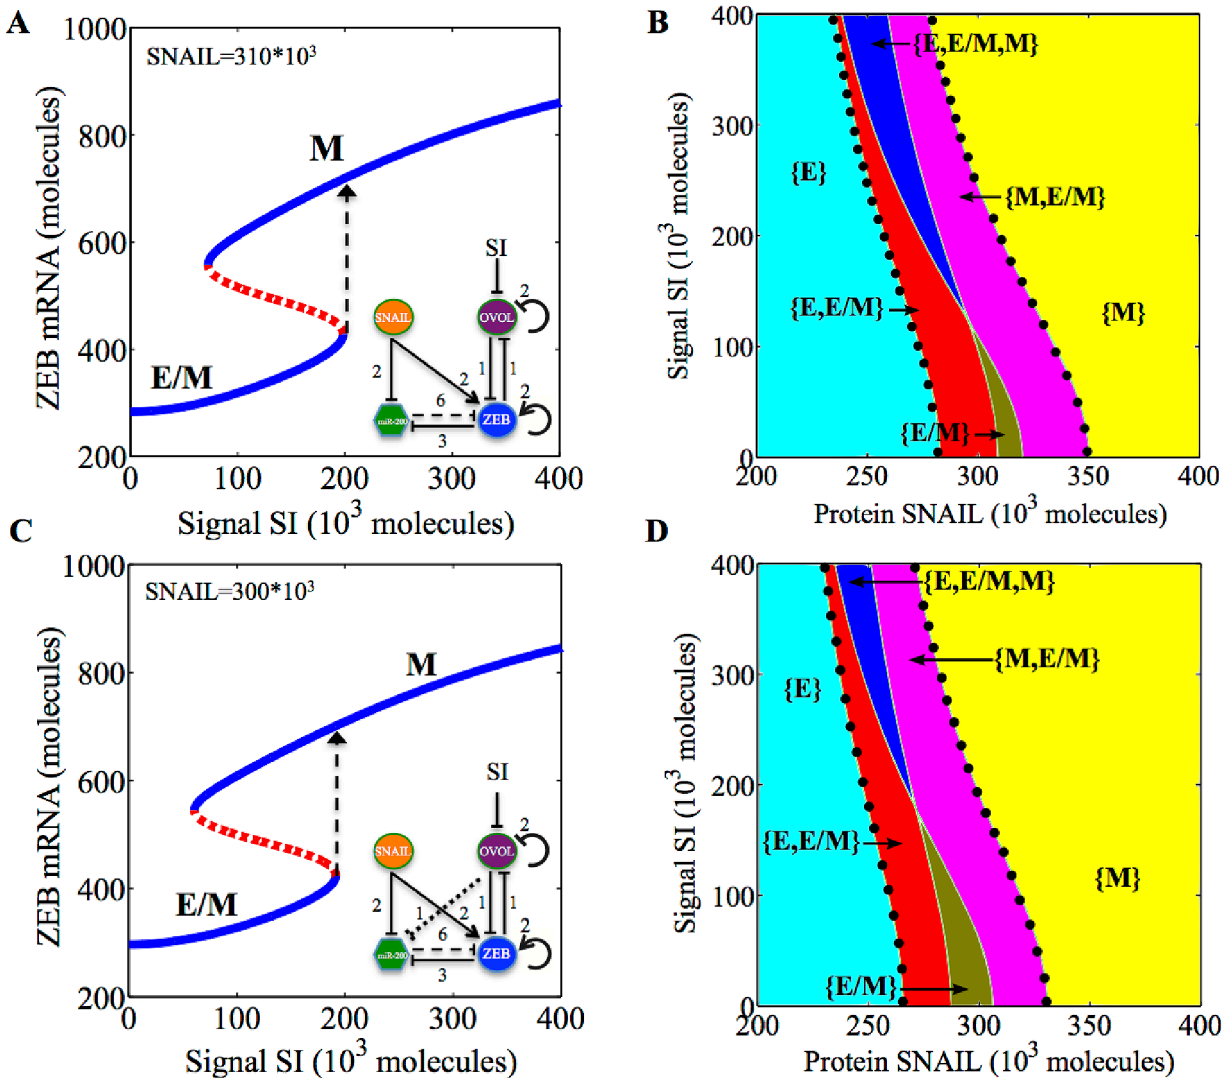 A
SNAIL=310*10³
1000
800
600
400
200
0
100
200
300
400
ZEB mRNA (molecules)
Signal SI (10³ molecules)
M
E/M
SI
SNAIL
OVOL
2
2
2
1
1
6
2
miR-200
ZEB
3
B
400
300
200
100
0
200
250
300
350
400
Signal SI (10³ molecules)
Protein SNAIL (10³ molecules)
{E,E/M,M}
{E}
{M,E/M}
{E,E/M}
{M}
{E/M}
C
SNAIL=300*10³
1000
800
600
400
200
0
100
200
300
400
ZEB mRNA (molecules)
Signal SI (10³ molecules)
M
E/M
SI
SNAIL
OVOL
2
2
1
2
1
1
6
2
miR-200
ZEB
3
D
400
300
200
100
0
200
250
300
350
400
Signal SI (10³ molecules)
Protein SNAIL (10³ molecules)
{E,E/M,M}
{M,E/M}
{E}
{E,E/M}
{M}
{E/M}